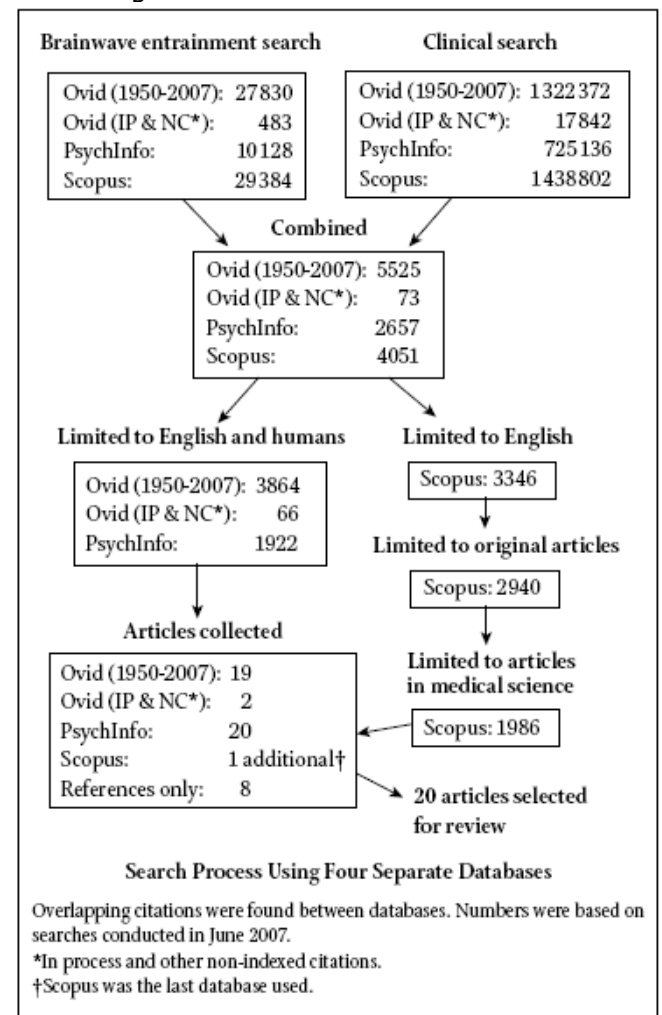 Brainwave entrainment search
Ovid (1950-2007): 27830
Ovid (IP & NC*): 483
PsychInfo: 10128
Scopus: 29384
Clinical search
Ovid (1950-2007): 1322372
Ovid (IP & NC*): 17842
PsychInfo: 725136
Scopus: 1438802
Combined
Ovid (1950-2007): 5525
Ovid (IP & NC*): 73
PsychInfo: 2657
Scopus: 4051
Limited to English and humans
Ovid (1950-2007): 3864
Ovid (IP & NC*): 66
PsychInfo: 1922
Limited to English
Scopus: 3346
Limited to original articles
Scopus: 2940
Limited to articles
in medical science
Scopus: 1986
Articles collected
Ovid (1950-2007): 19
Ovid (IP & NC*): 2
PsychInfo: 20
Scopus: 1 additional†
References only: 8
20 articles selected
for review
Search Process Using Four Separate Databases
Overlapping citations were found between databases. Numbers were based on
searches conducted in June 2007.
*In process and other non-indexed citations.
†Scopus was the last database used.